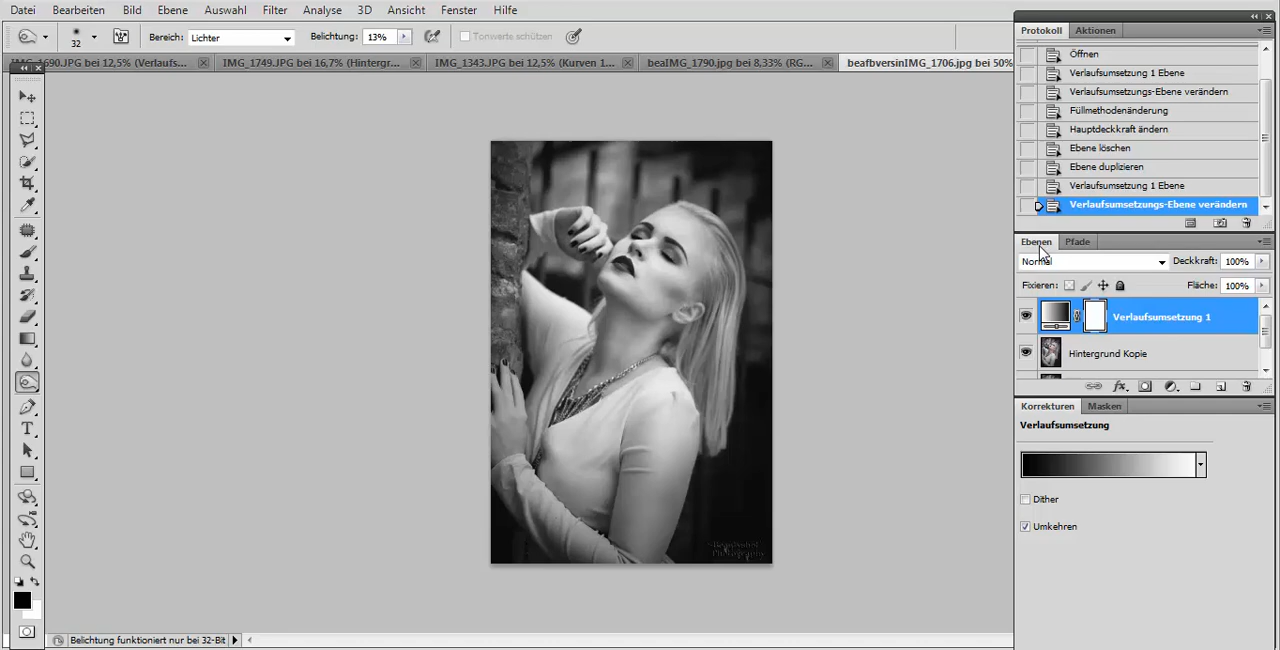 Datei Bearbeiten Bild Ebene Auswahl Filter Analyse 3D Ansicht Fenster Hilfe
32 Bereich: Lichter Belichtung: 13% Tonwerte schützen
IMG_1690.JPG bei 12,5% (Verlaufs... IMG_1749.JPG bei 16,7% (Hintergr... IMG_1343.JPG bei 12,5% (Kurven 1... beaIMG_1790.jpg bei 8,33% (RG... beafbversinIMG_1706.jpg bei 50%
Protokoll Aktionen
Öffnen
Verlaufsumsetzung 1 Ebene
Verlaufsumsetzungs-Ebene verändern
Füllmethodenänderung
Hauptdeckkraft ändern
Ebene löschen
Ebene duplizieren
Verlaufsumsetzung 1 Ebene
Verlaufsumsetzungs-Ebene verändern
Ebenen Pfade
Normal Deckkraft: 100%
Fixieren: Fläche: 100%
Verlaufsumsetzung 1
Hintergrund Kopie
Korrekturen Masken
Verlaufsumsetzung
Dither
Umkehren
Photography
Belichtung funktioniert nur bei 32-Bit